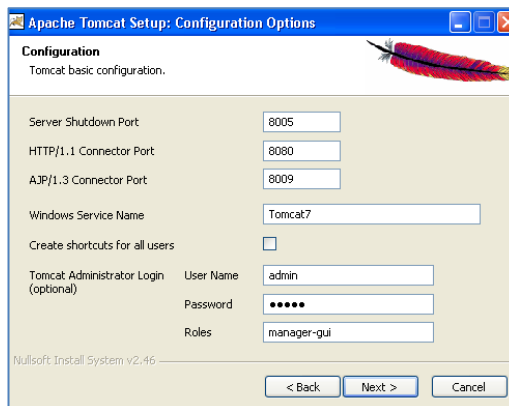 Apache Tomcat Setup: Configuration Options
Configuration
Tomcat basic configuration.
Server Shutdown Port 8005
HTTP/1.1 Connector Port 8080
AJP/1.3 Connector Port 8009
Windows Service Name Tomcat7
Create shortcuts for all users
Tomcat Administrator Login (optional) User Name admin
Password •••••
Roles manager-gui
Nullsoft Install System v2.46
< Back Next > Cancel